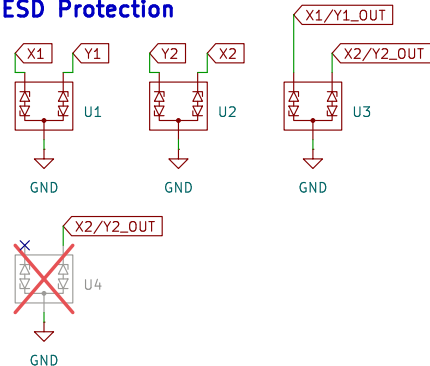 ESD Protection
X1/Y1_OUT
X1 Y1 Y2 X2 X2/Y2_OUT
U1 U2 U3
GND GND GND
X2/Y2_OUT
U4
GND